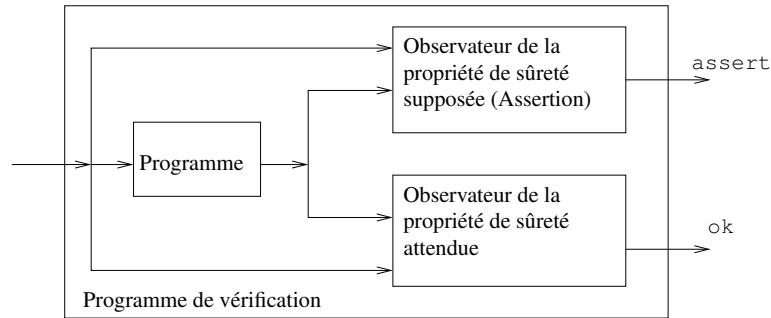 Observateur de la
propriété de sûreté
supposée (Assertion)
assert
Programme
Observateur de la
propriété de sûreté
attendue
ok
Programme de vérification